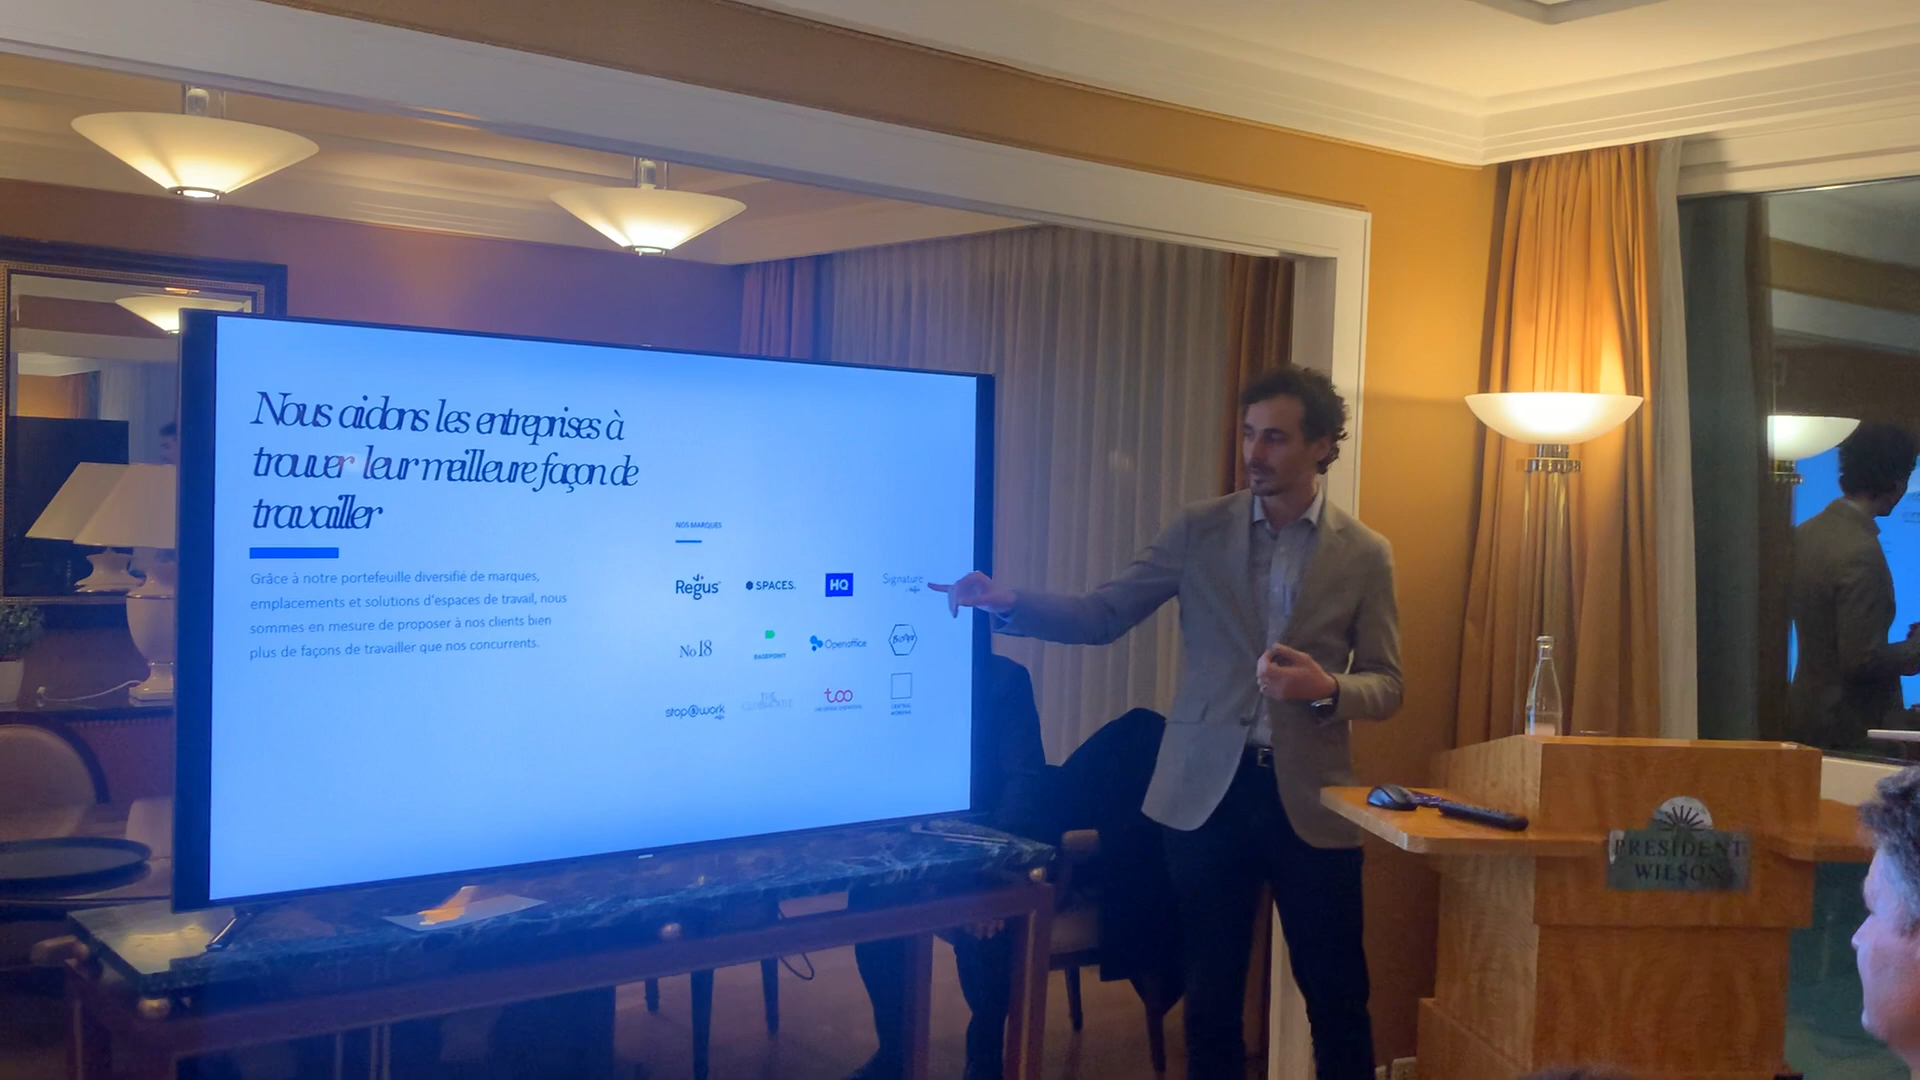 Nous aidons les entreprises à
trouver leur meilleure façon de
travailler
Grâce à notre portefeuille diversifié de marques,
emplacements et solutions d'espaces de travail, nous
sommes en mesure de proposer à nos clients bien
plus de façons de travailler que nos concurrents.
NOS MARQUES
Regus
SPACES.
HQ
Signature
No18
BASEPOINT
Openoffice
stop&work
THE
too
PRESIDENT
WILSON